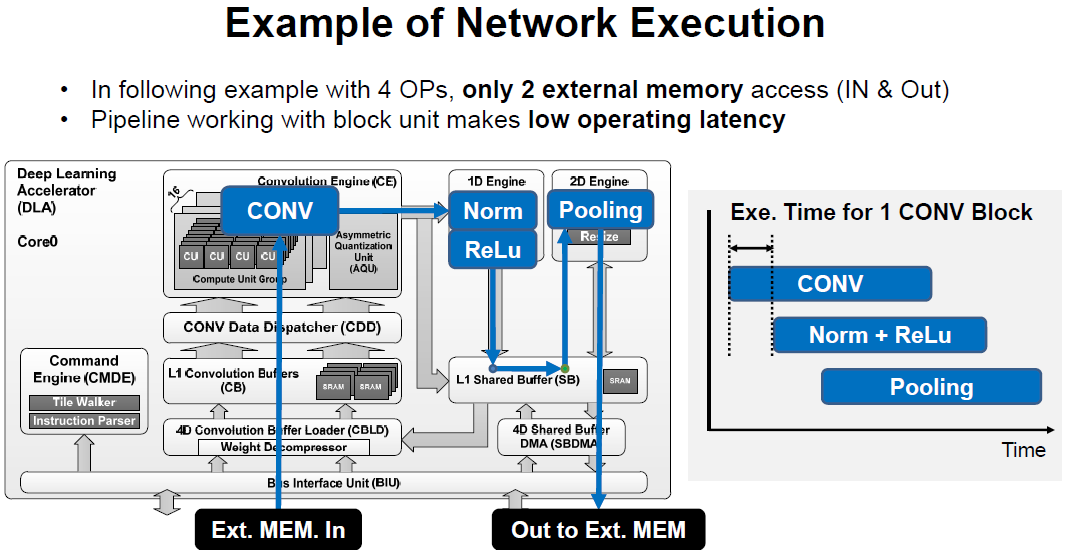 Example of Network Execution
• In following example with 4 OPs, only 2 external memory access (IN & Out)
• Pipeline working with block unit makes low operating latency
Deep Learning
Accelerator
(DLA)
Core0
Convolution Engine (CE)
16
CONV
CU CU CU CU
Compute Unit Group
Asymmetric
Quantization
Unit
(AQU)
1D Engine
Norm
ReLu
2D Engine
Pooling
Resize
CONV Data Dispatcher (CDD)
Command
Engine (CMDE)
Tile Walker
Instruction Parser
L1 Convolution Buffers
(CB)
SRAM SRAM
L1 Shared Buffer (SB)
SRAM
4D Convolution Buffer Loader (CBLD)
Weight Decompressor
4D Shared Buffer
DMA (SBDMA)
Bus Interface Unit (BIU)
Ext. MEM. In
Out to Ext. MEM
Exe. Time for 1 CONV Block
CONV
Norm + ReLu
Pooling
Time